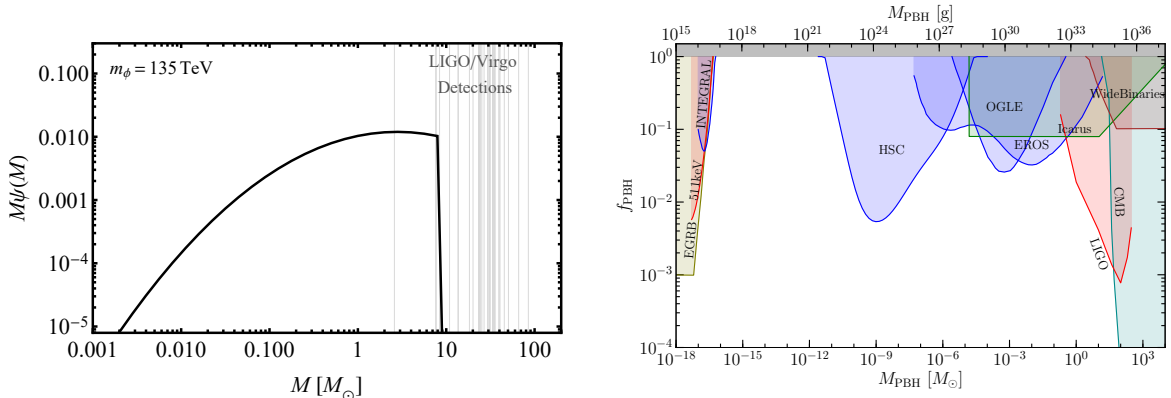 m_ϕ = 135 TeV
LIGO/Virgo
Detections
0.100
0.010
0.001
10^-4
10^-5
Mψ(M)
0.001 0.010 0.100 1 10 100
M [M_⊙]
M_PBH [g]
10^15 10^18 10^21 10^24 10^27 10^30 10^33 10^36
10^0
10^-1
10^-2
10^-3
10^-4
f_PBH
INTEGRAL
511keV
EGRB
HSC
OGLE
EROS
Icarus
WideBinaries
LIGO
CMB
10^-18 10^-15 10^-12 10^-9 10^-6 10^-3 10^0 10^3
M_PBH [M_⊙]